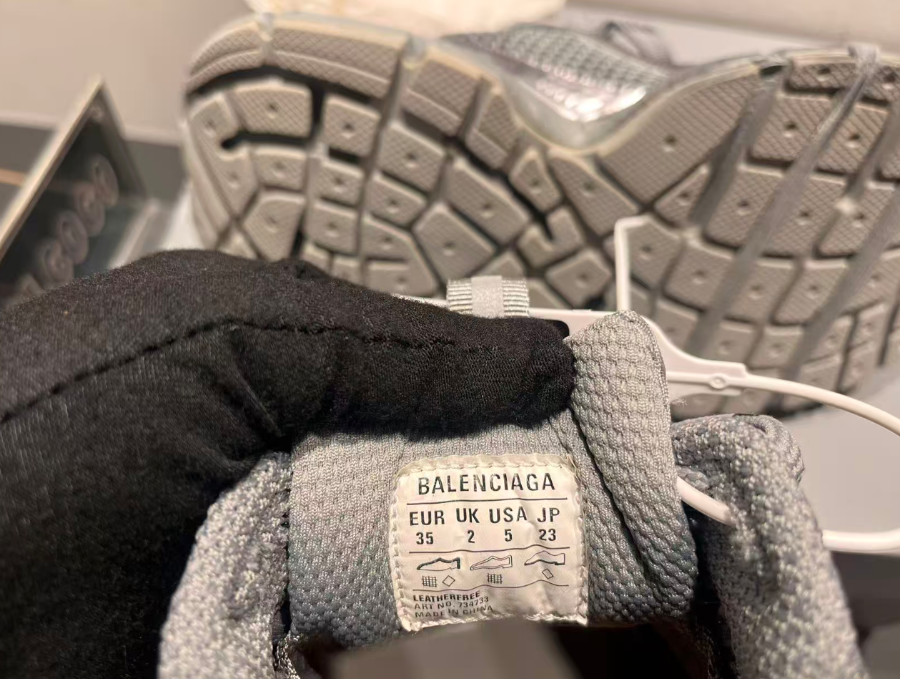 BALENCIAGA
EUR UK USA JP
35 2 5 23
LEATHERFREE
ART NO. 734733
MADE IN CHINA